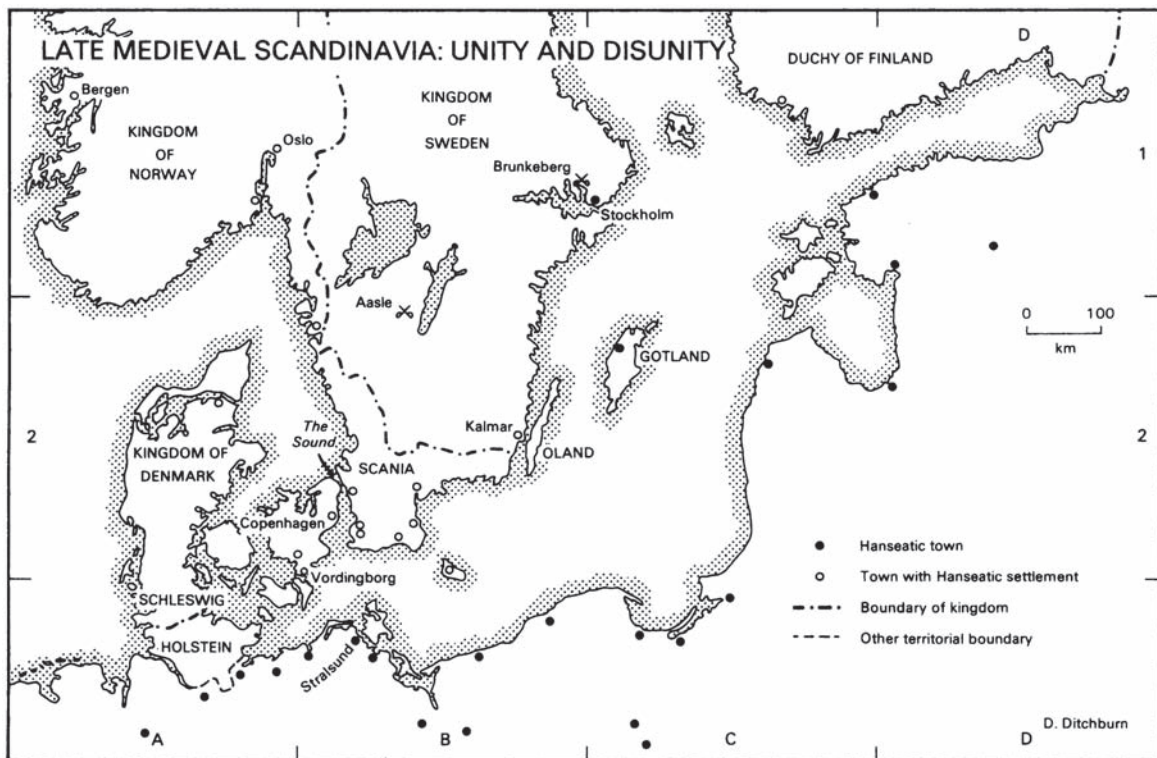 LATE MEDIEVAL SCANDINAVIA: UNITY AND DISUNITY
D
DUCHY OF FINLAND
Bergen
KINGDOM
OF
NORWAY
Oslo
KINGDOM
OF
SWEDEN
Brunkeberg
Stockholm
1
Aasle
0 100
km
GOTLAND
2
KINGDOM OF
DENMARK
The
Sound
SCANIA
Kalmar
OLAND
2
Copenhagen
Vordingborg
SCHLESWIG
HOLSTEIN
Stralsund
Hanseatic town
Town with Hanseatic settlement
Boundary of kingdom
Other territorial boundary
D. Ditchburn
A
B
C
D